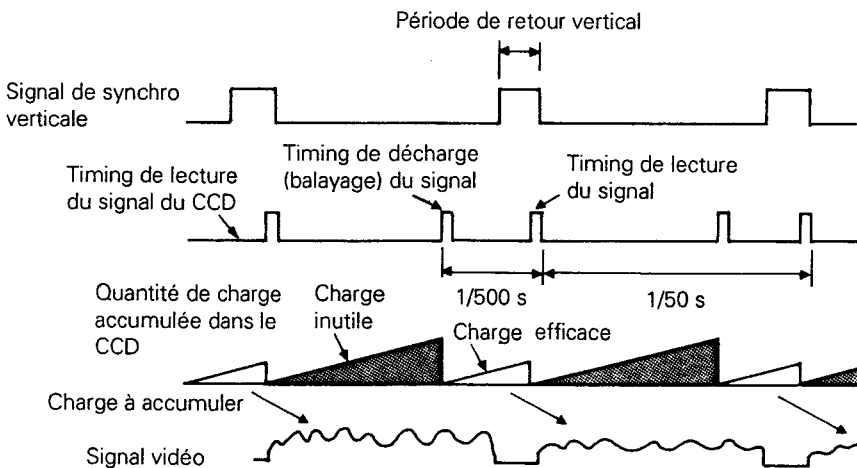 Période de retour vertical
Signal de synchro
verticale
Timing de lecture
du signal du CCD
Timing de décharge
(balayage) du signal
Timing de lecture
du signal
1/500 s
1/50 s
Quantité de charge
accumulée dans le
CCD
Charge
inutile
Charge efficace
Charge à accumuler
Signal vidéo